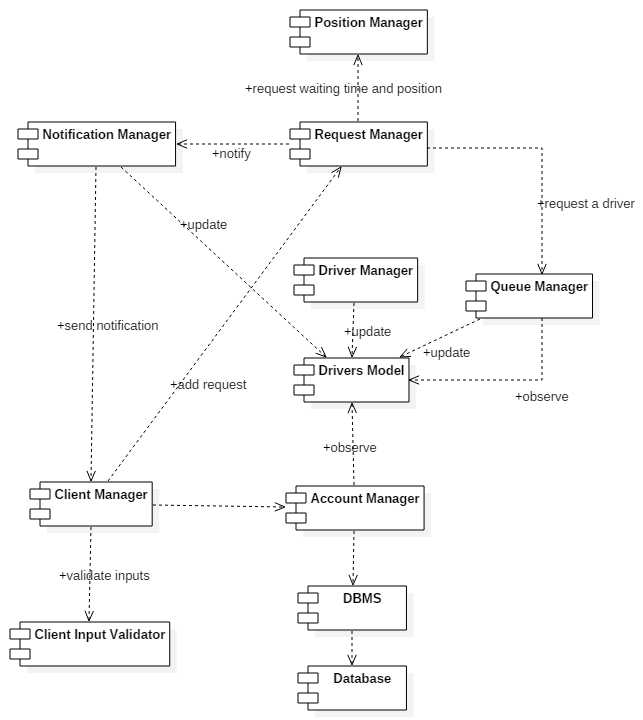 Position Manager
+request waiting time and position
Notification Manager
Request Manager
+notify
+request a driver
+update
Driver Manager
Queue Manager
+send notification
+update
+update
Drivers Model
+add request
+observe
+observe
Client Manager
Account Manager
+validate inputs
DBMS
Client Input Validator
Database